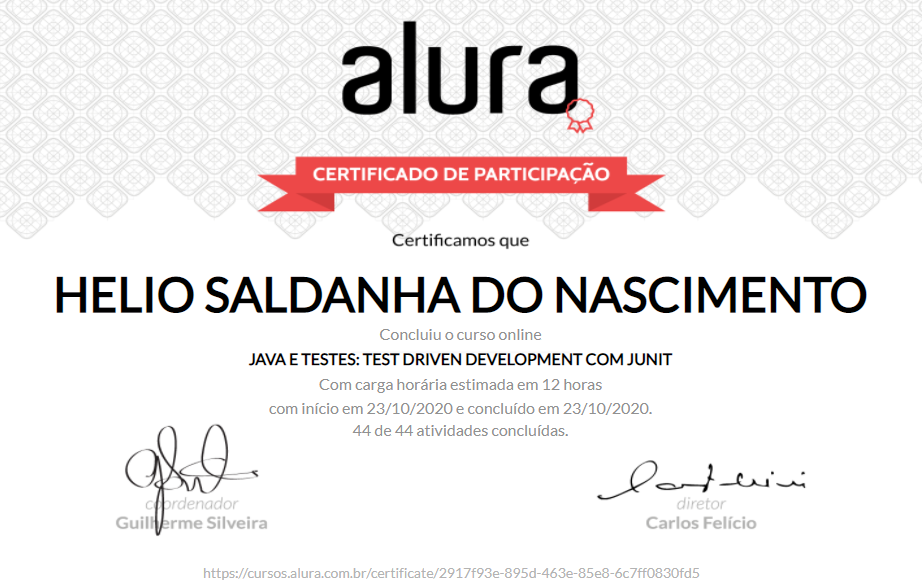 alura
CERTIFICADO DE PARTICIPAÇÃO
Certificamos que
HELIO SALDANHA DO NASCIMENTO
Concluiu o curso online
JAVA E TESTES: TEST DRIVEN DEVELOPMENT COM JUNIT
Com carga horária estimada em 12 horas
com início em 23/10/2020 e concluído em 23/10/2020.
44 de 44 atividades concluídas.
coordenador
Guilherme Silveira
diretor
Carlos Felício
https://cursos.alura.com.br/certificate/2917f93e-895d-463e-85e8-6c7ff0830fd5